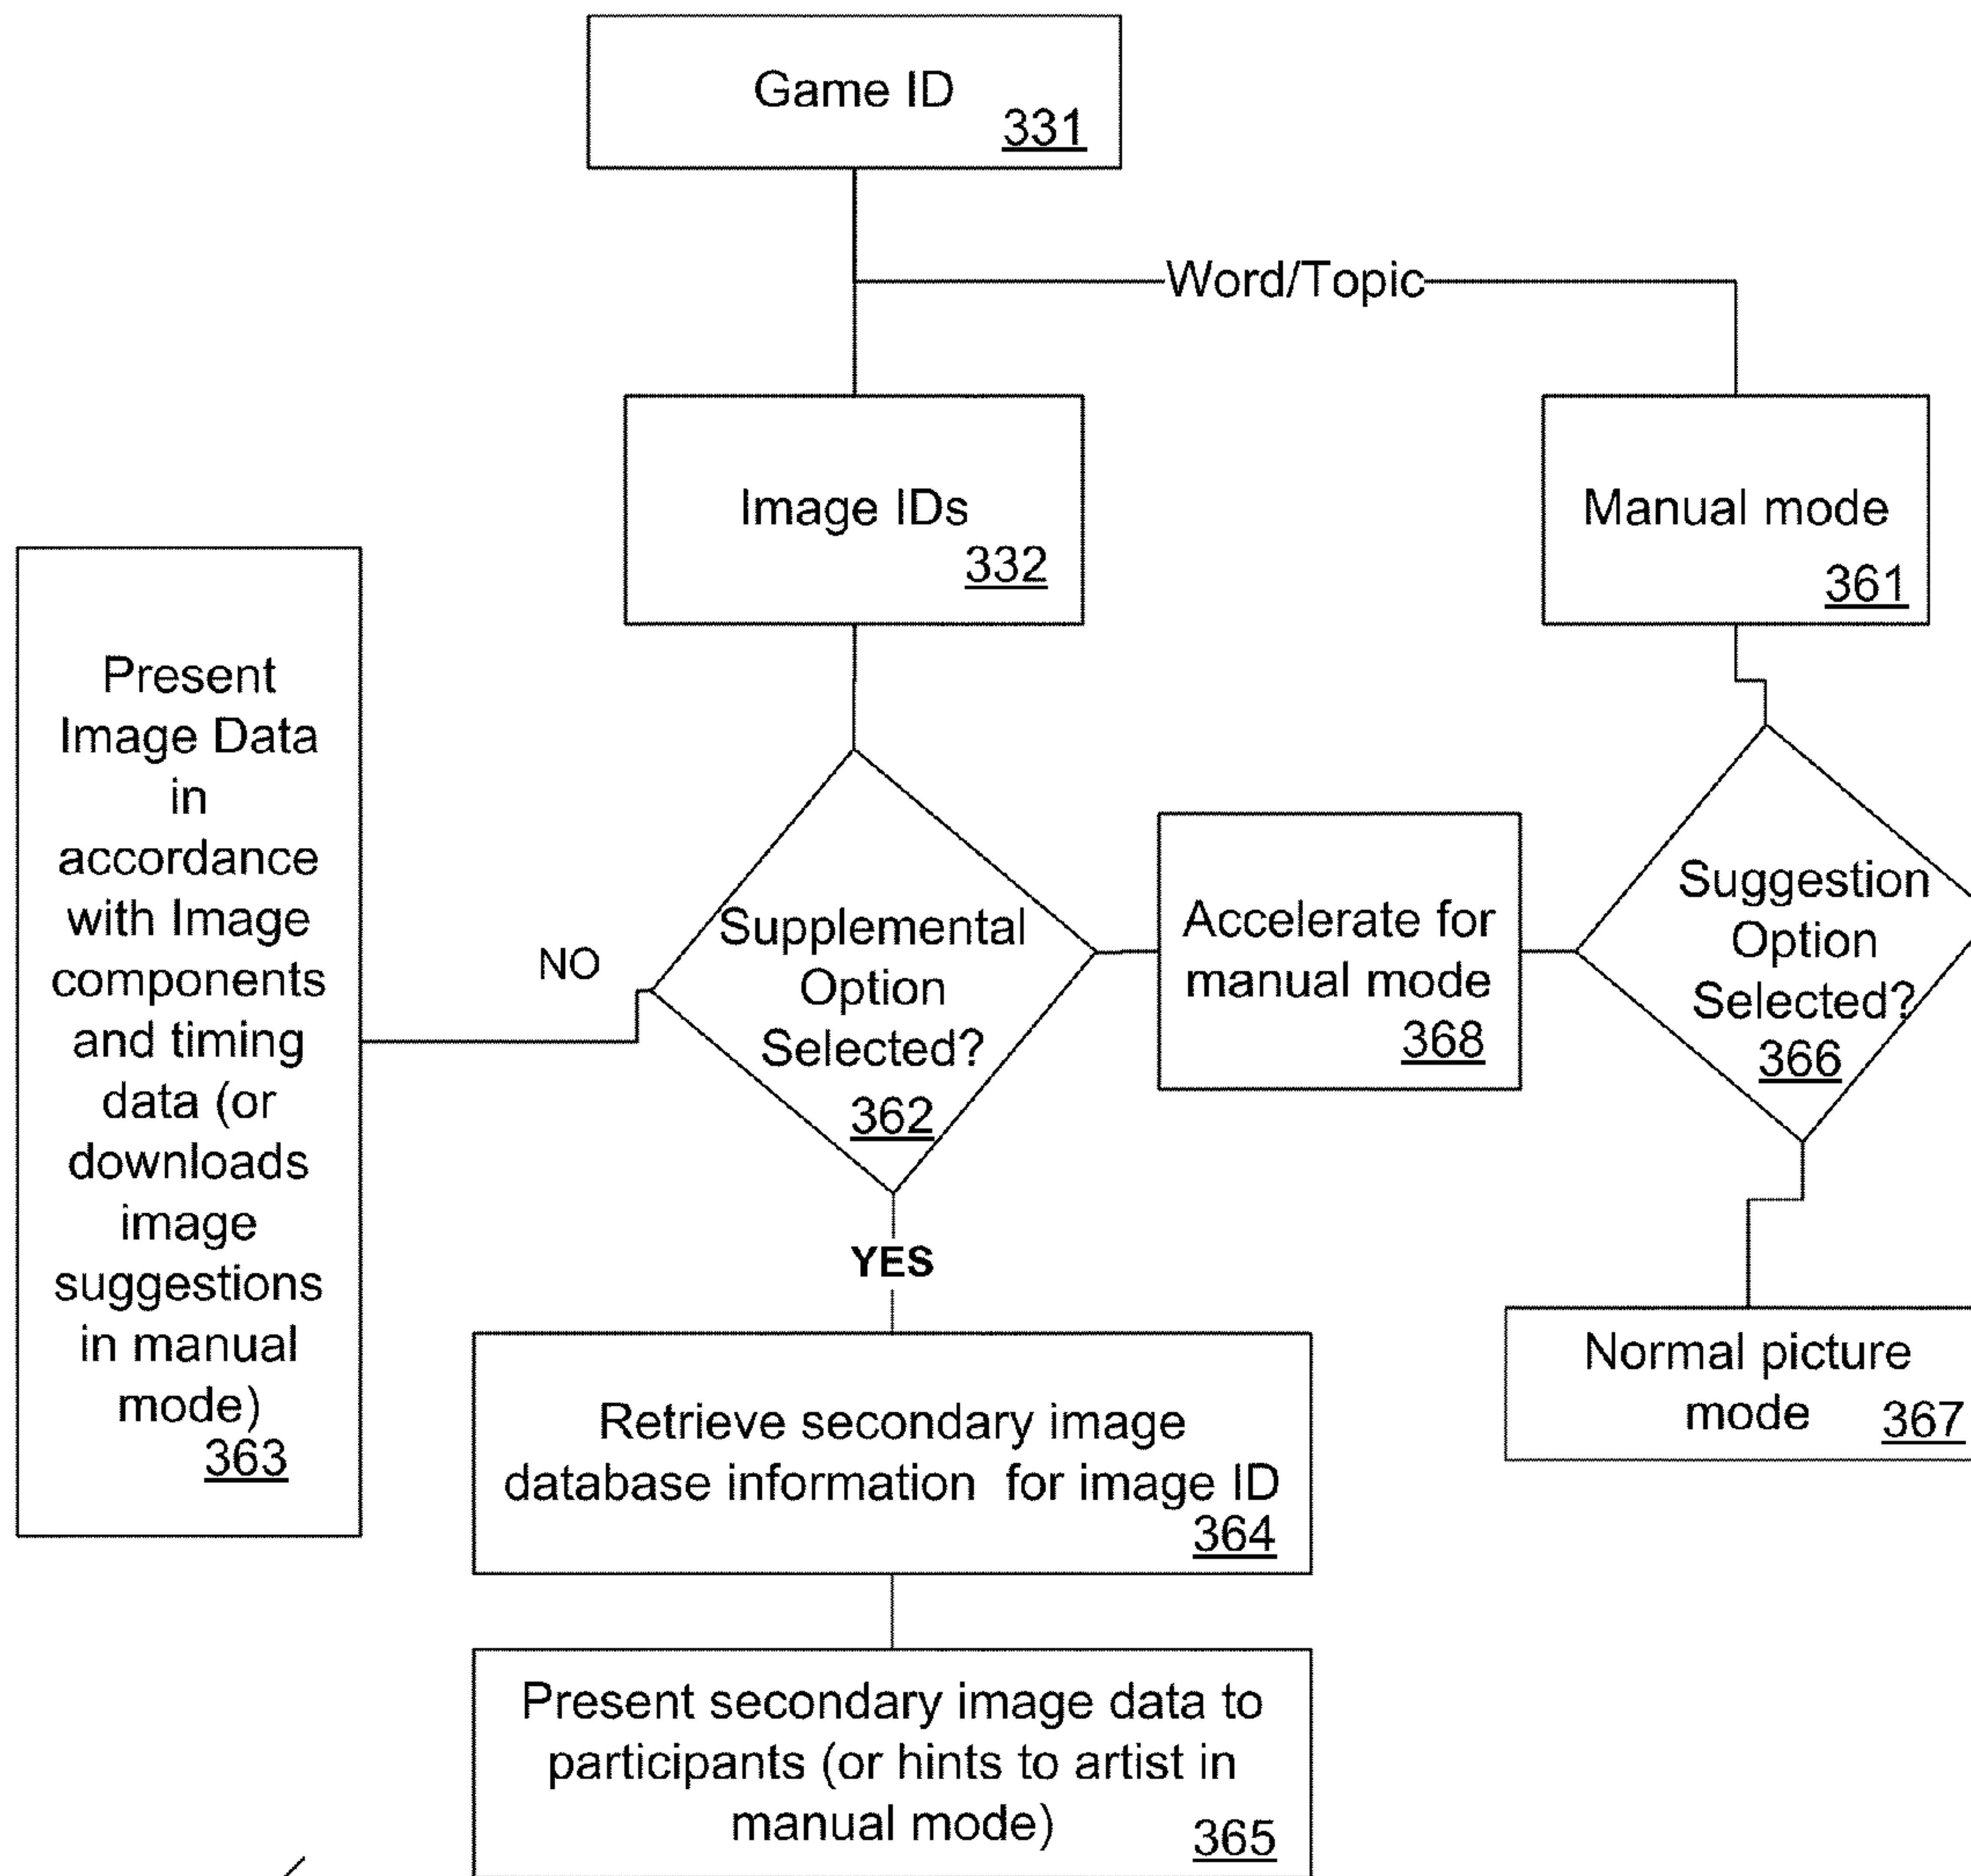 Game ID
331
Word/Topic
Image IDs
332
Manual mode
361
Present
Image Data
in
accordance
with Image
components
and timing
data (or
downloads
image
suggestions
in manual
mode)
363
NO
Supplemental
Option
Selected?
362
Accelerate for
manual mode
368
Suggestion
Option
Selected?
366
YES
Normal picture
mode
367
Retrieve secondary image
database information for image ID
364
Present secondary image data to
participants (or hints to artist in
manual mode)
365